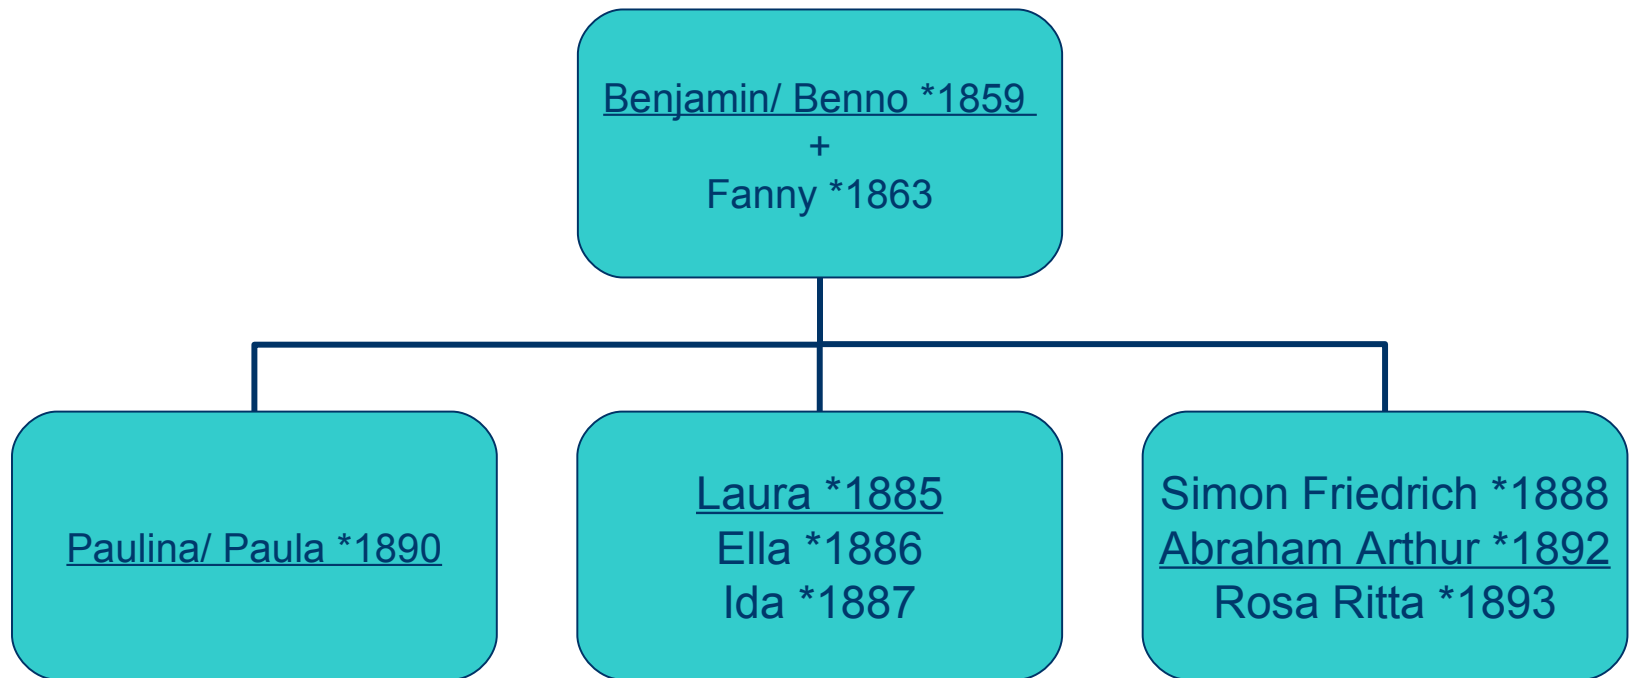 Benjamin/ Benno *1859
+
Fanny *1863
Paulina/ Paula *1890
Laura *1885
Ella *1886
Ida *1887
Simon Friedrich *1888
Abraham Arthur *1892
Rosa Ritta *1893